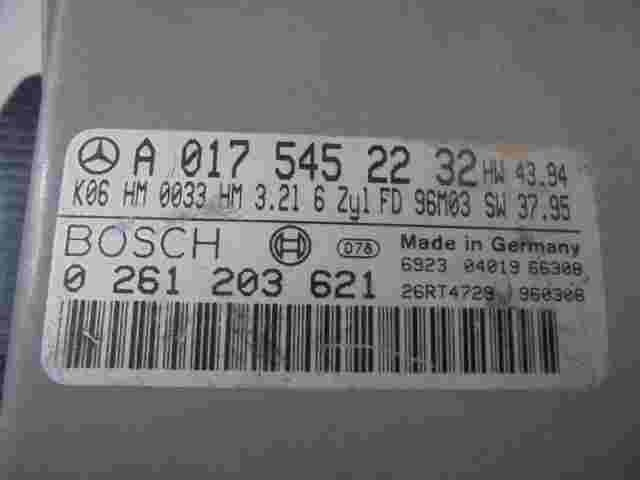 A 017 545 22 32 HW 43.94
K06 HM 0033 HM 3.21 6 Zyl FD 96M03 SW 37.95
BOSCH D78 Made in Germany
6923 04019 66308
0 261 203 621 26RT4729 960308